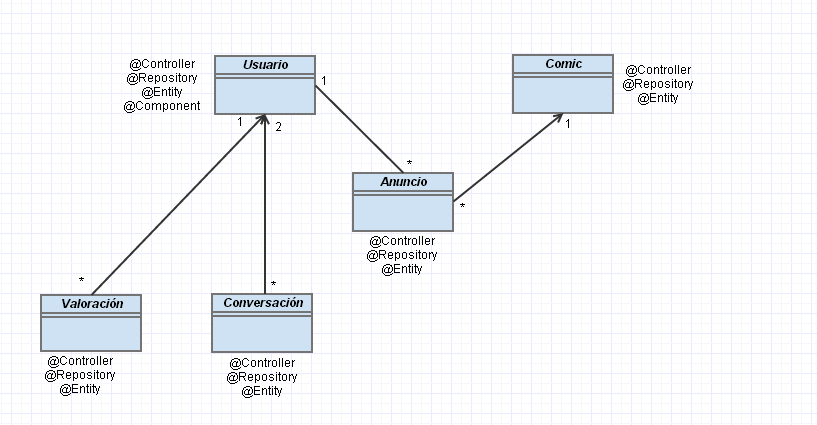 @Controller
@Repository
@Entity
@Component
Usuario
1
1
2
Comic
@Controller
@Repository
@Entity
1
*
Anuncio
*
@Controller
@Repository
@Entity
*
Valoración
@Controller
@Repository
@Entity
*
Conversación
@Controller
@Repository
@Entity